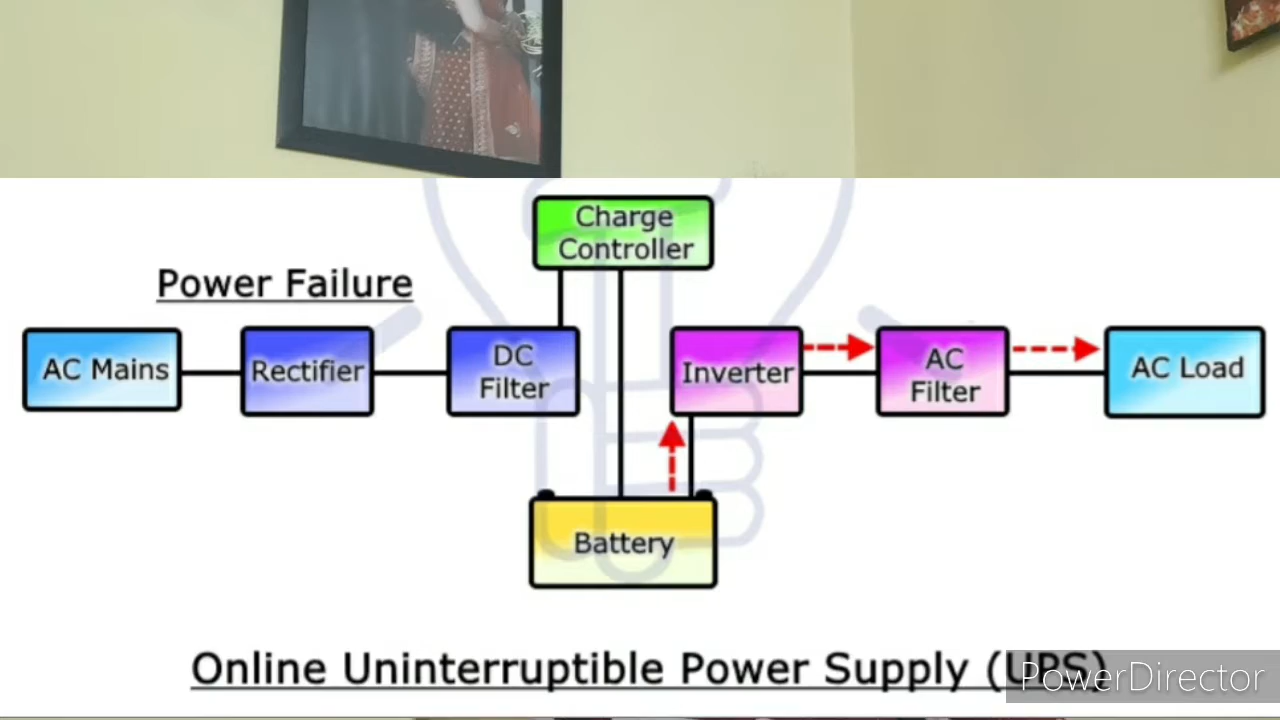 Charge
Controller
Power Failure
AC Mains
Rectifier
DC
Filter
Inverter
AC
Filter
AC Load
Battery
Online Uninterruptible Power Supply (UPS)
PowerDirector